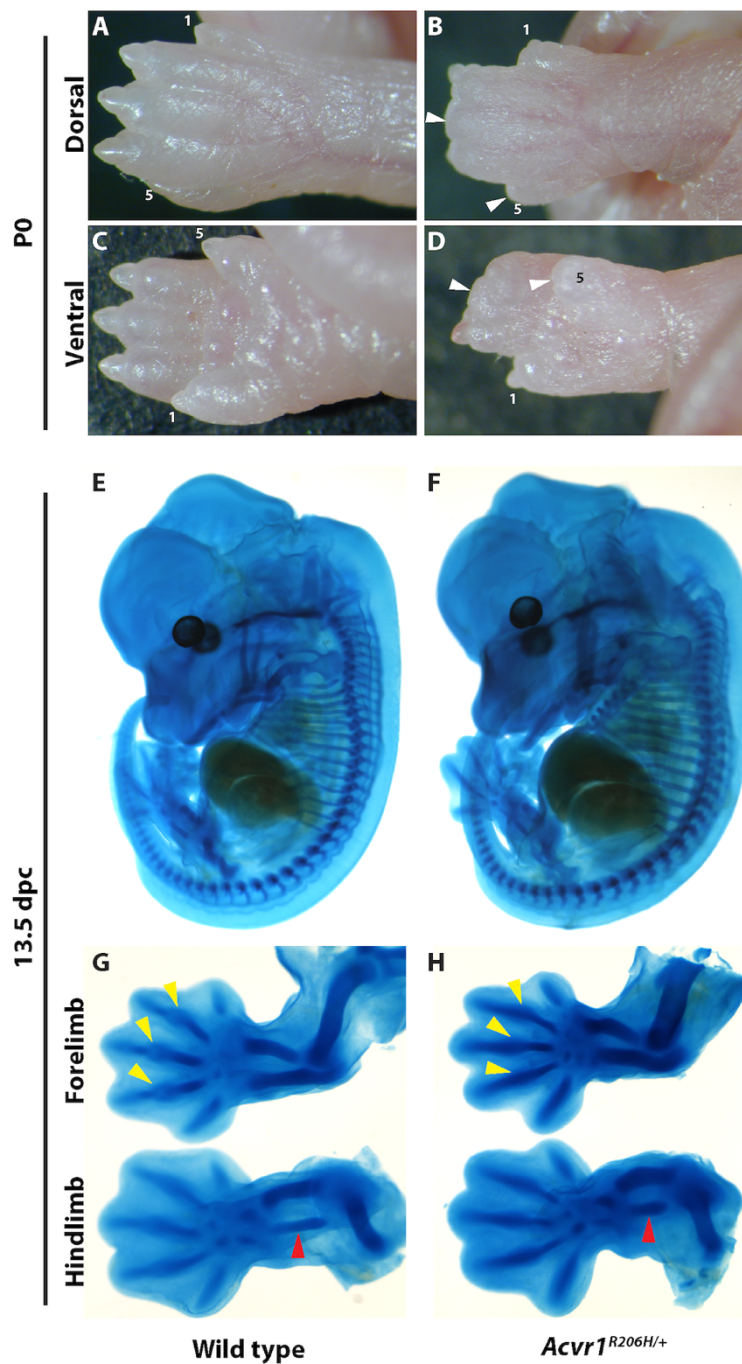 P0
Dorsal
A
1
5
B
1
5
Ventral
C
5
1
D
5
1
13.5 dpc
E
F
Forelimb
G
H
Hindlimb
Wild type
Acvr1R206H/+